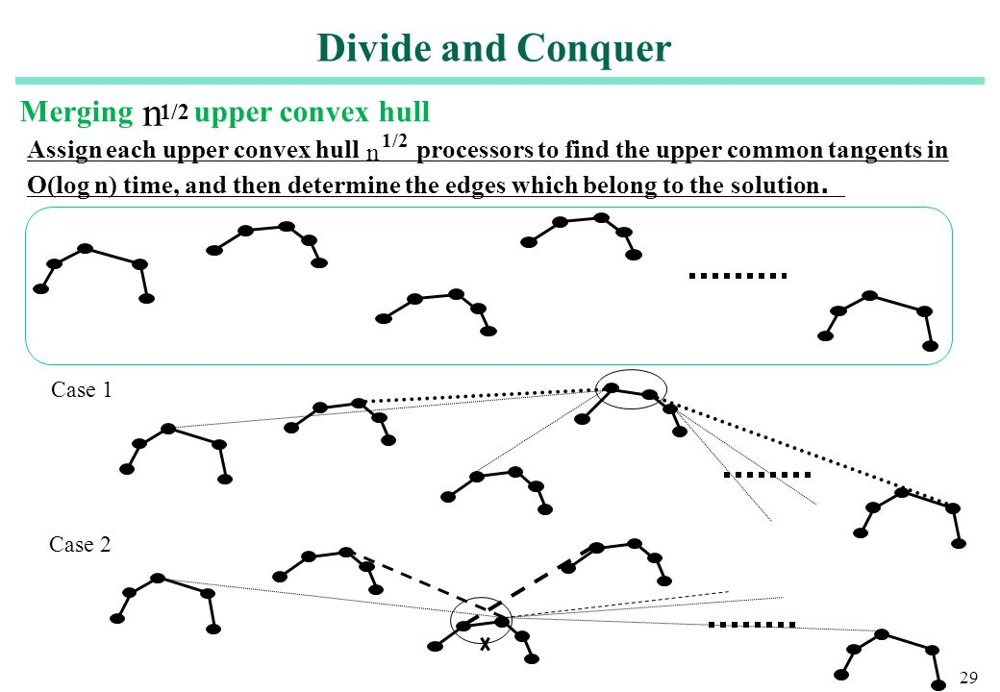 Divide and Conquer
Merging n1/2 upper convex hull
Assign each upper convex hull n1/2 processors to find the upper common tangents in
O(log n) time, and then determine the edges which belong to the solution.
Case 1
Case 2
x
29